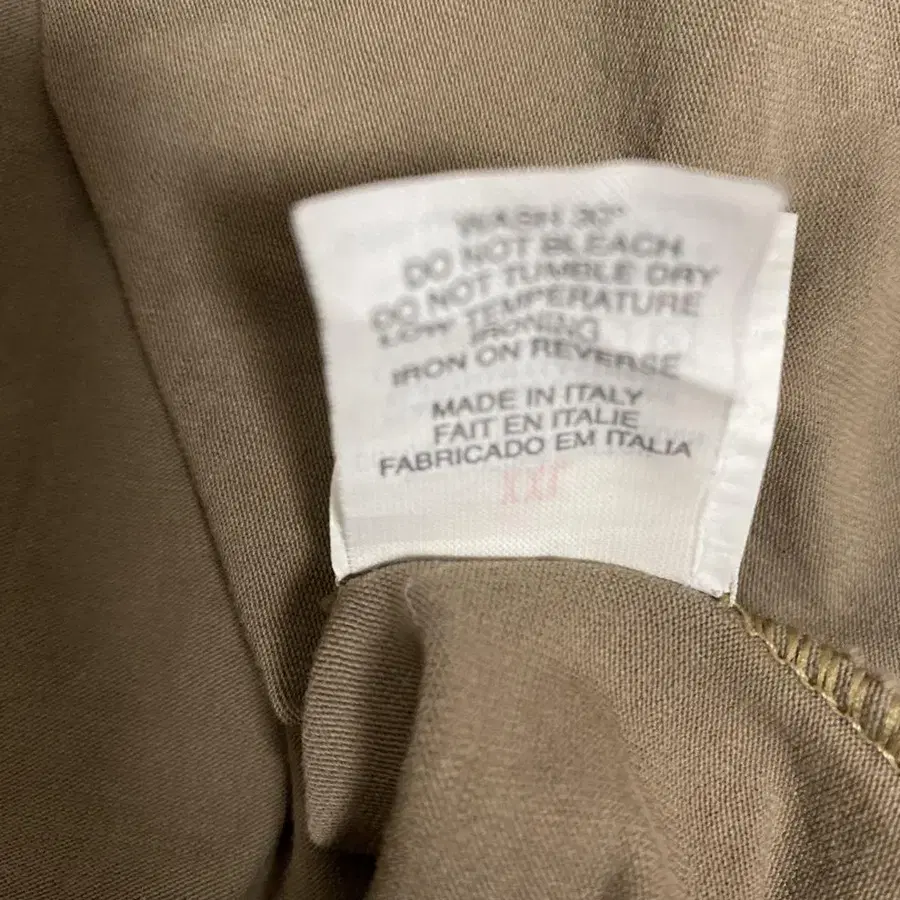 WASH 30°
DO NOT BLEACH
DO NOT TUMBLE DRY
LOW TEMPERATURE
IRONING
IRON ON REVERSE
MADE IN ITALY
FAIT EN ITALIE
FABRICADO EM ITALIA